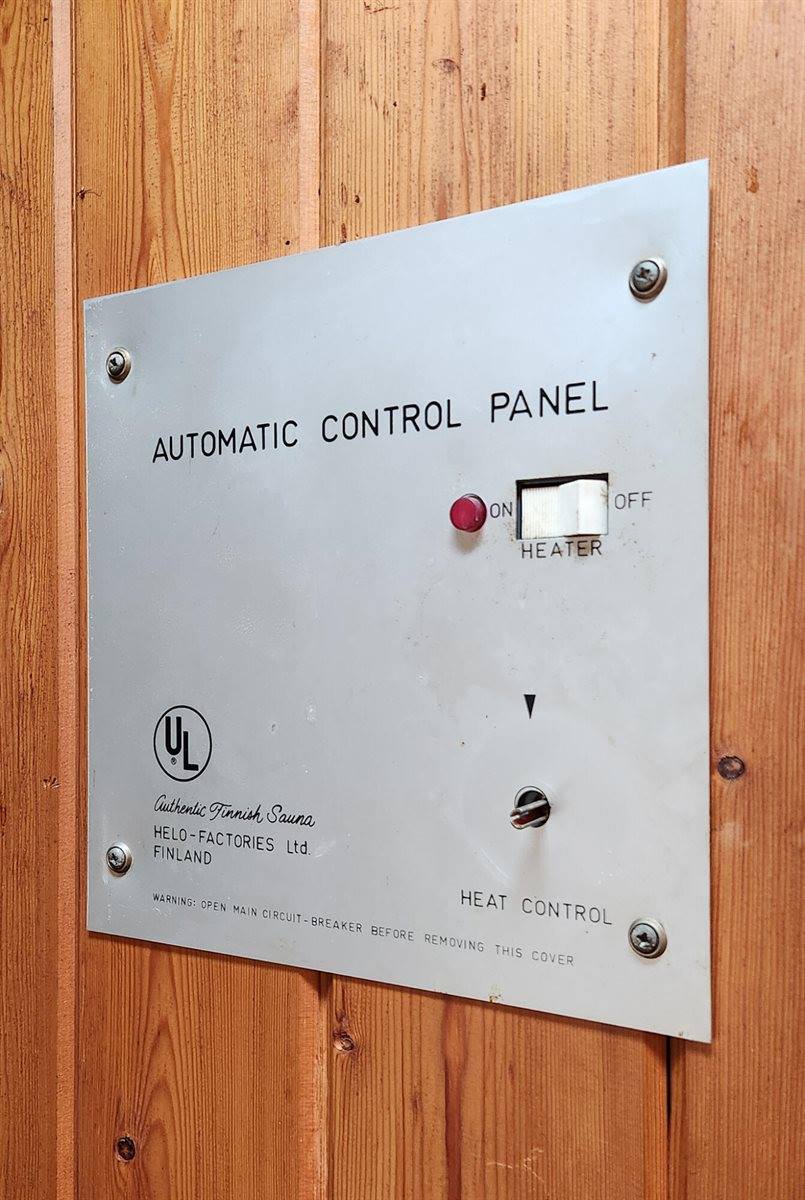 AUTOMATIC CONTROL PANEL
ON OFF
HEATER
UL
®
Authentic Finnish Sauna
HELO-FACTORIES Ltd.
FINLAND
HEAT CONTROL
WARNING: OPEN MAIN CIRCUIT-BREAKER BEFORE REMOVING THIS COVER